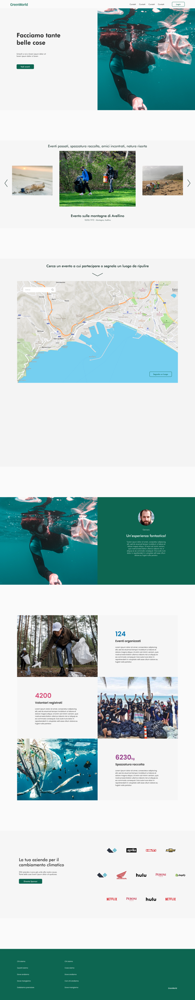 GreenWorld
Contatti Contatti Contatti Contatti
Login
Facciamo tante
belle cose
Unisciti a noi e lorem ipsum dolor sit
lorem ipsum dolor si lorem
Vedi eventi
Eventi passati, spazzatura raccolta, amici incontrati, natura risorta
Evento sulle montagne di Avellino
18/05/1972 - Montagne, Avellino
Cerca un evento a cui partecipare o segnala un luogo da ripulire
Cerca
Segnala un luogo
Gennaro
Un'esperienza fantastica!
"lorem ipsum dolor sit amet, consectetur adipiscing
elit, sed do eiusmod tempor incididunt ut labore et
dolore magna aliqua. Ut enim ad minim veniam,
quis nostrud exercitation ullamco laboris nisi ut
aliquip ex ea commodo consequat. Duis aute irure
dolor in reprehenderit in voluptate velit esse cillum
dolore eu fugiat nulla pariatur.
124
Eventi organizzati
Lorem ipsum dolor sit amet, consectetur adipiscing
elit, sed do eiusmod tempor incididunt ut labore et
dolore magna aliqua. Ut enim ad minim veniam, quis
nostrud exercitation ullamco laboris nisi ut aliquip ex
ea commodo consequat. Duis aute irure dolor in
reprehenderit in voluptate velit esse cillum dolore eu
fugiat nulla pariatur.
4200
Volontari registrati
Lorem ipsum dolor sit amet, consectetur adipiscing
elit, sed do eiusmod tempor incididunt ut labore et
dolore magna aliqua. Ut enim ad minim veniam, quis
nostrud exercitation ullamco laboris nisi ut aliquip ex
ea commodo consequat. Duis aute irure dolor in
reprehenderit in voluptate velit esse cillum dolore eu
fugiat nulla pariatur.
6230kg
Spazzatura raccolta
Lorem ipsum dolor sit amet, consectetur adipiscing
elit, sed do eiusmod tempor incididunt ut labore et
dolore magna aliqua. Ut enim ad minim veniam, quis
nostrud exercitation ullamco laboris nisi ut aliquip ex
ea commodo consequat. Duis aute irure dolor in
reprehenderit in voluptate velit esse cillum dolore eu
fugiat nulla pariatur.
La tua azienda per il
cambiamento climatico
234 aziende si sono già unite alla nostra causa.
Tante belle cose lorem ipsum dolor sit qualcosa.
Diventa Sponsor
aprilia HILTI
HONDA hulu PERONI shopify
NETFLIX PERONI hulu NETFLIX
Chi siamo Chi siamo
Quanti siamo Cosa siamo
Dove andiamo Dove andiamo
Dove mangiamo Con chi andiamo
Dobbiamo prenotare Dove mangiamo
GreenWorld